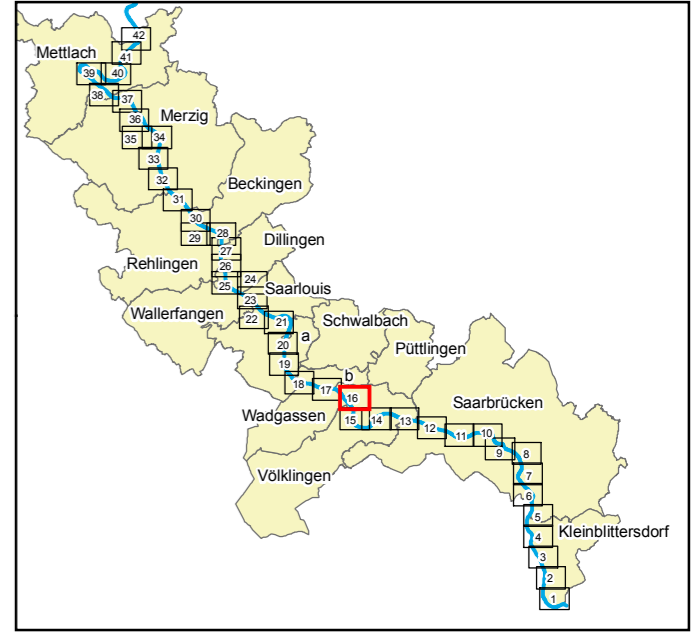 42
Mettlach
41
39
40
38
37
Merzig
36
35
34
33
32
Beckingen
31
30
29
28
Dillingen
27
Rehlingen
26
25
24
Saarlouis
23
Wallerfangen
22
21
Schwalbach
a
20
Püttlingen
19
b
18
17
16
Saarbrücken
Wadgassen
15
14
13
12
11
10
9
8
Völklingen
7
6
5
Kleinblittersdorf
4
3
2
1